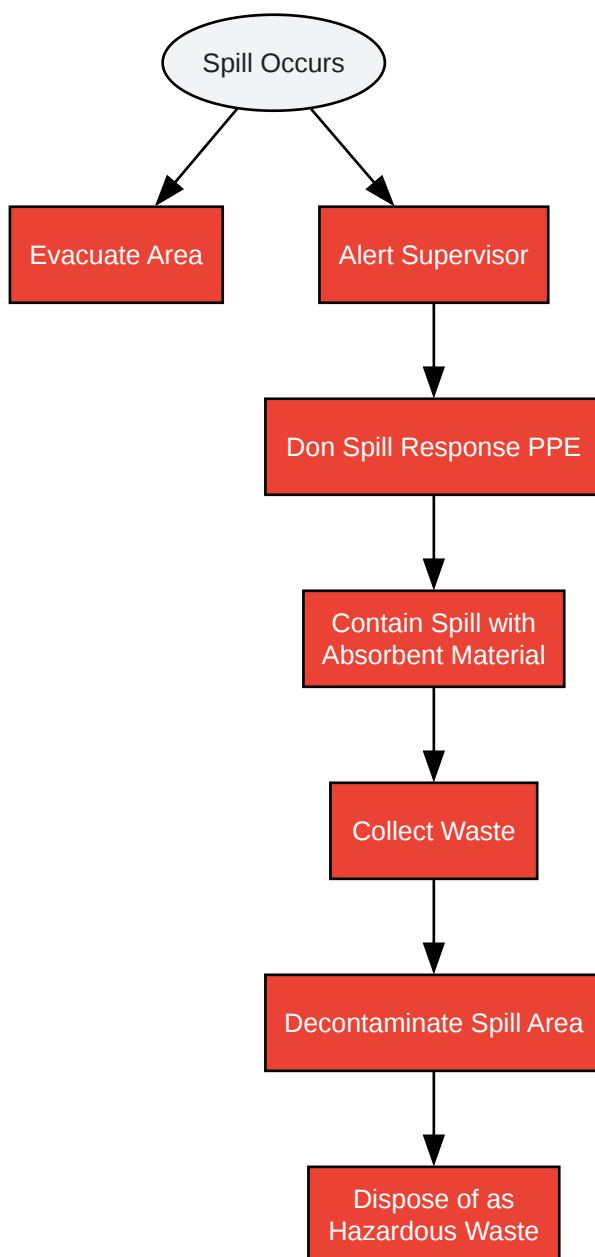 Spill Occurs
Evacuate Area
Alert Supervisor
Don Spill Response PPE
Contain Spill with
Absorbent Material
Collect Waste
Decontaminate Spill Area
Dispose of as
Hazardous Waste